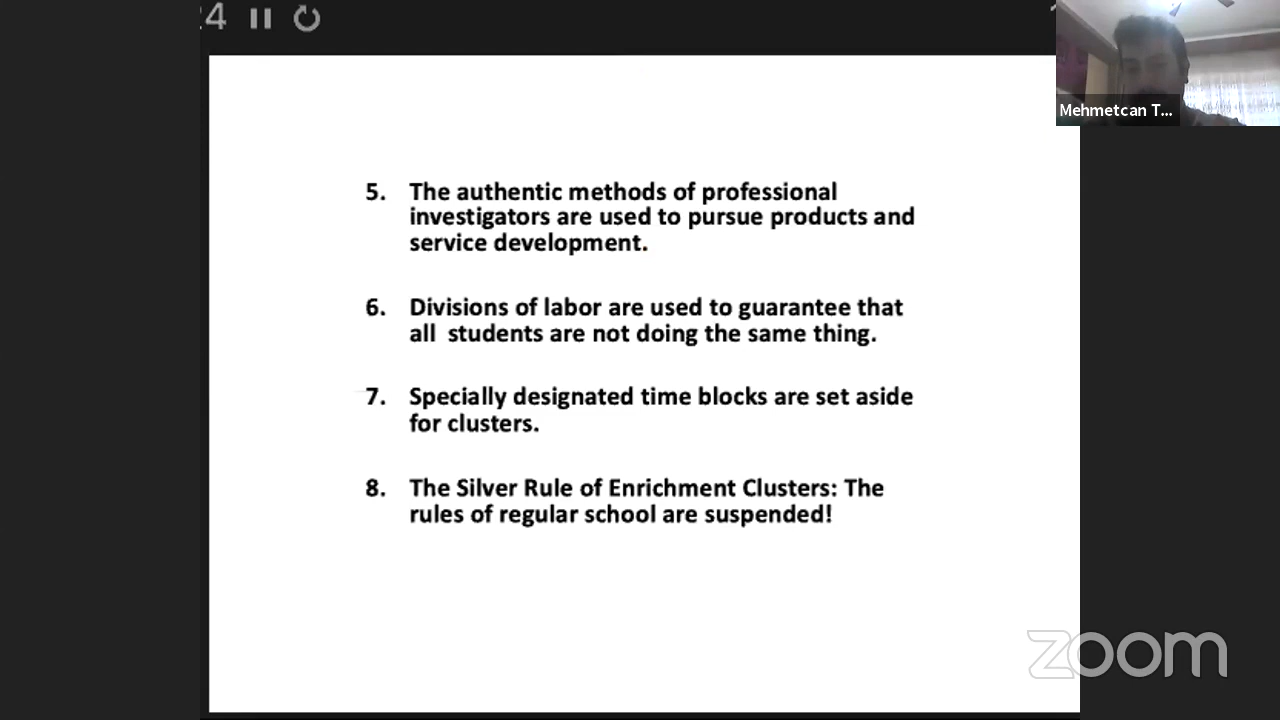 24
Mehmetcan T...
5. The authentic methods of professional
investigators are used to pursue products and
service development.
6. Divisions of labor are used to guarantee that
all students are not doing the same thing.
7. Specially designated time blocks are set aside
for clusters.
8. The Silver Rule of Enrichment Clusters: The
rules of regular school are suspended!
zoom